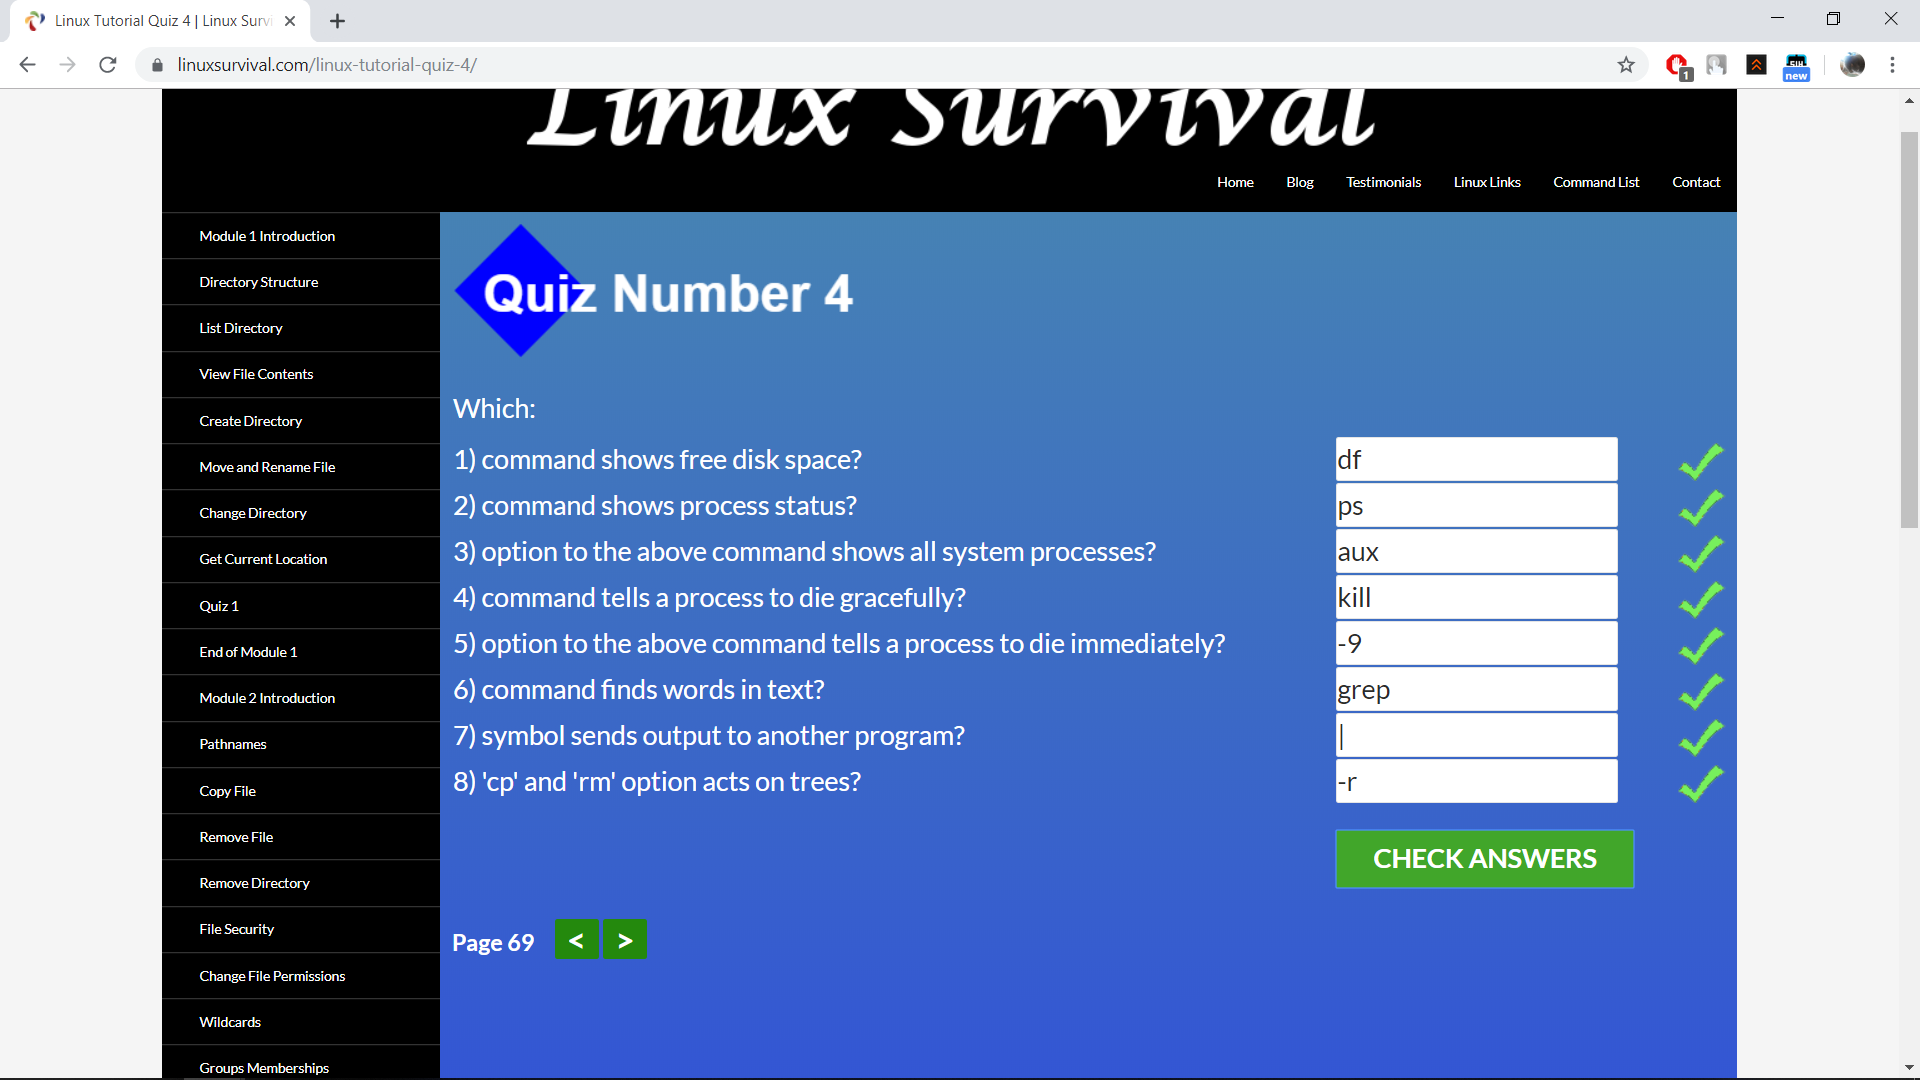 Linux Tutorial Quiz 4 | Linux Survi
linuxsurvival.com/linux-tutorial-quiz-4/
1
new
Linux Survival
Home Blog Testimonials Linux Links Command List Contact
Module 1 Introduction
Directory Structure
List Directory
View File Contents
Create Directory
Move and Rename File
Change Directory
Get Current Location
Quiz 1
End of Module 1
Module 2 Introduction
Pathnames
Copy File
Remove File
Remove Directory
File Security
Change File Permissions
Wildcards
Groups Memberships
Quiz Number 4
Which:
1) command shows free disk space? df
2) command shows process status? ps
3) option to the above command shows all system processes? aux
4) command tells a process to die gracefully? kill
5) option to the above command tells a process to die immediately? -9
6) command finds words in text? grep
7) symbol sends output to another program? |
8) 'cp' and 'rm' option acts on trees? -r
CHECK ANSWERS
Page 69 < >